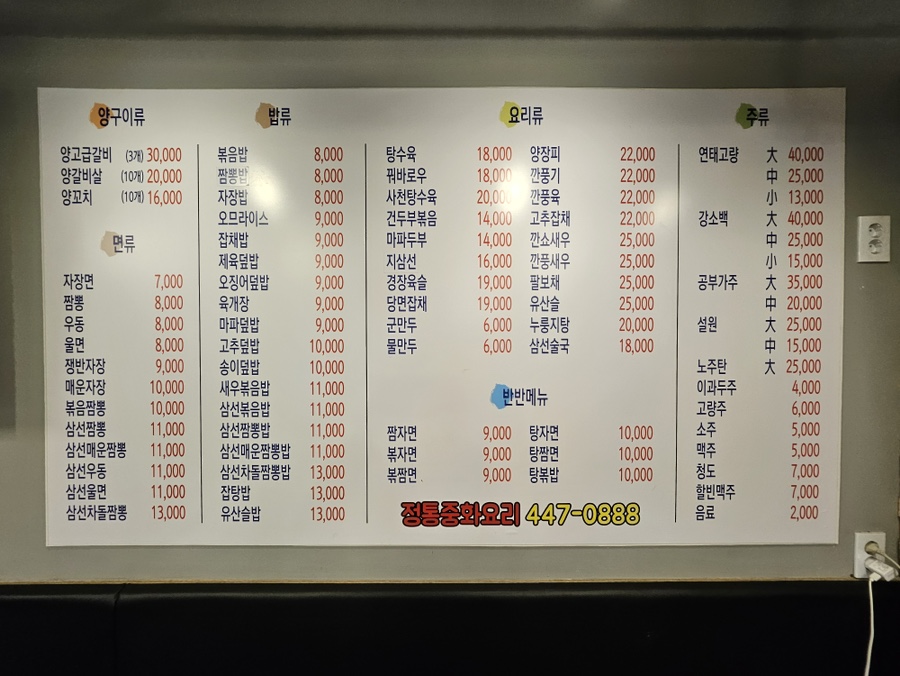 양구이류
양고급갈비 (3개) 30,000
양갈비살 (10개) 20,000
양꼬치 (10개) 16,000
면류
자장면 7,000
짬뽕 8,000
우동 8,000
울면 8,000
쟁반자장 9,000
매운자장 10,000
볶음짬뽕 10,000
삼선짬뽕 11,000
삼선매운짬뽕 11,000
삼선우동 11,000
삼선울면 11,000
삼선차돌짬뽕 13,000
밥류
볶음밥 8,000
짬뽕밥 8,000
자장밥 8,000
오므라이스 9,000
잡채밥 9,000
제육덮밥 9,000
오징어덮밥 9,000
육개장 9,000
마파덮밥 9,000
고추덮밥 10,000
송이덮밥 10,000
새우볶음밥 11,000
삼선볶음밥 11,000
삼선짬뽕밥 11,000
삼선매운짬뽕밥 11,000
삼선차돌짬뽕밥 13,000
잡탕밥 13,000
유산슬밥 13,000
요리류
탕수육 18,000
꿔바로우 18,000
사천탕수육 20,000
건두부볶음 14,000
마파두부 14,000
지삼선 16,000
경장육슬 19,000
당면잡채 19,000
군만두 6,000
물만두 6,000
양장피 22,000
깐풍기 22,000
깐풍육 22,000
고추잡채 22,000
깐쇼새우 25,000
깐풍새우 25,000
팔보채 25,000
유산슬 25,000
누룽지탕 20,000
삼선술국 18,000
반반메뉴
짬자면 9,000
볶자면 9,000
볶짬면 9,000
탕자면 10,000
탕짬면 10,000
탕볶밥 10,000
정통중화요리 447-0888
주류
연태고량 大 40,000
中 25,000
小 13,000
강소백 大 40,000
中 25,000
小 15,000
공부가주 大 35,000
中 20,000
설원 大 25,000
中 15,000
노주탄 大 25,000
이과두주 4,000
고량주 6,000
소주 5,000
맥주 5,000
청도 7,000
할빈맥주 7,000
음료 2,000